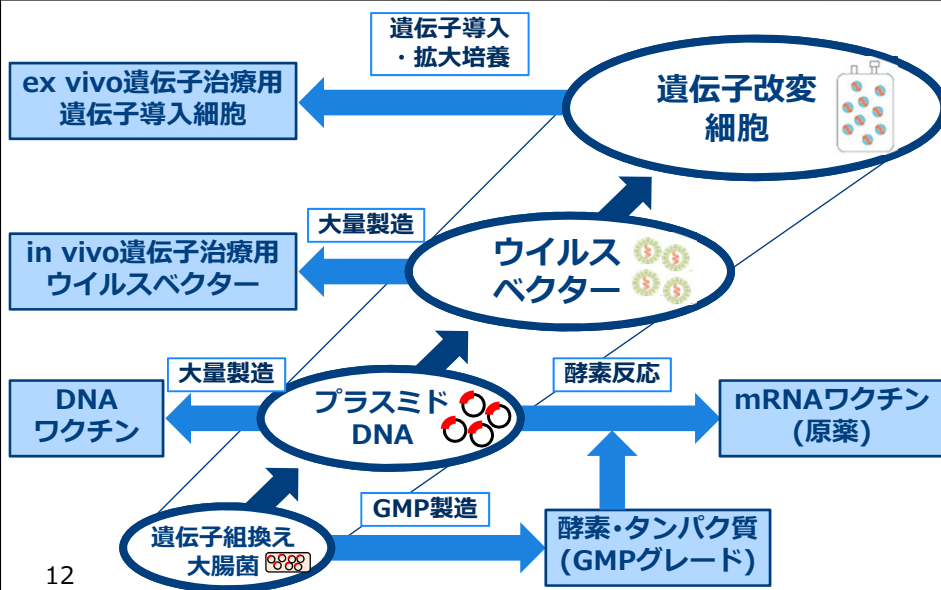 遺伝子導入
・拡大培養
ex vivo遺伝子治療用
遺伝子導入細胞
遺伝子改変
細胞
大量製造
in vivo遺伝子治療用
ウイルスベクター
ウイルス
ベクター
大量製造
酵素反応
DNA
ワクチン
プラスミド
DNA
mRNAワクチン
(原薬)
GMP製造
遺伝子組換え
大腸菌
酵素・タンパク質
(GMPグレード)
12